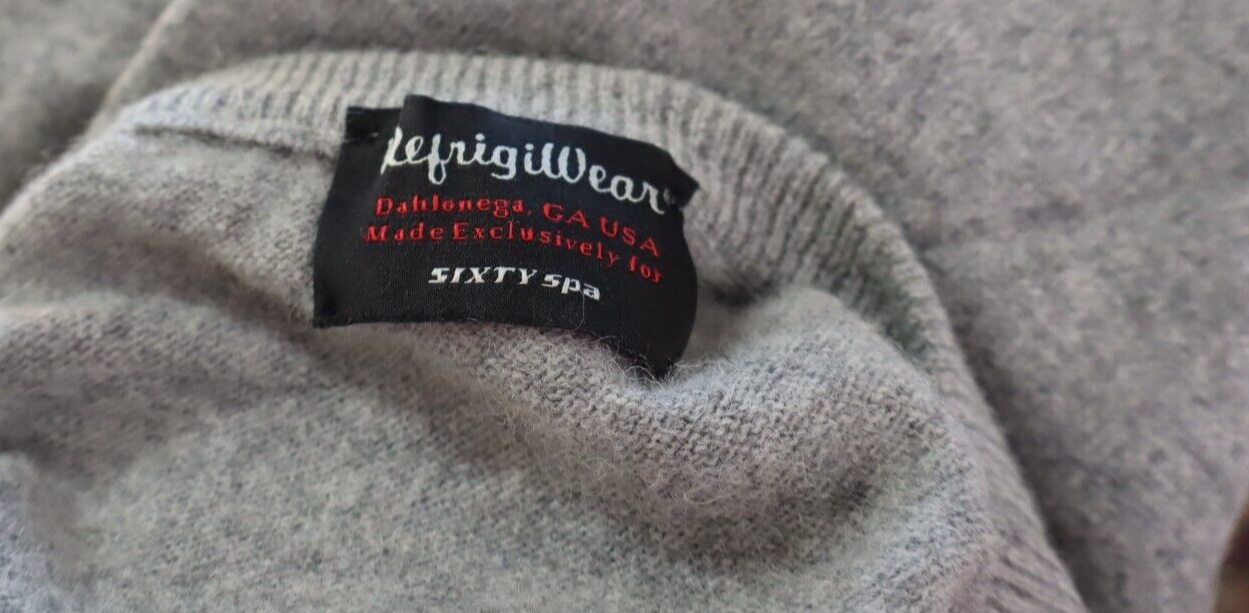 RefrigiWear®
Dahlonega, GA USA
Made Exclusively for
SIXTY spa